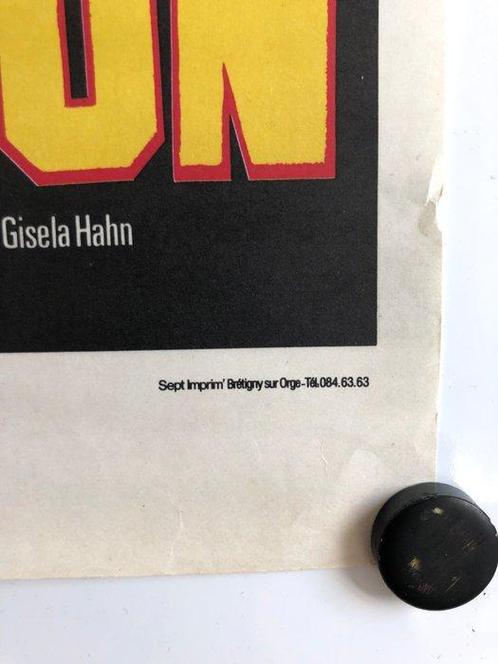 ON
Gisela Hahn
Sept Imprim' Brétigny sur Orge-Tél.084.63.63